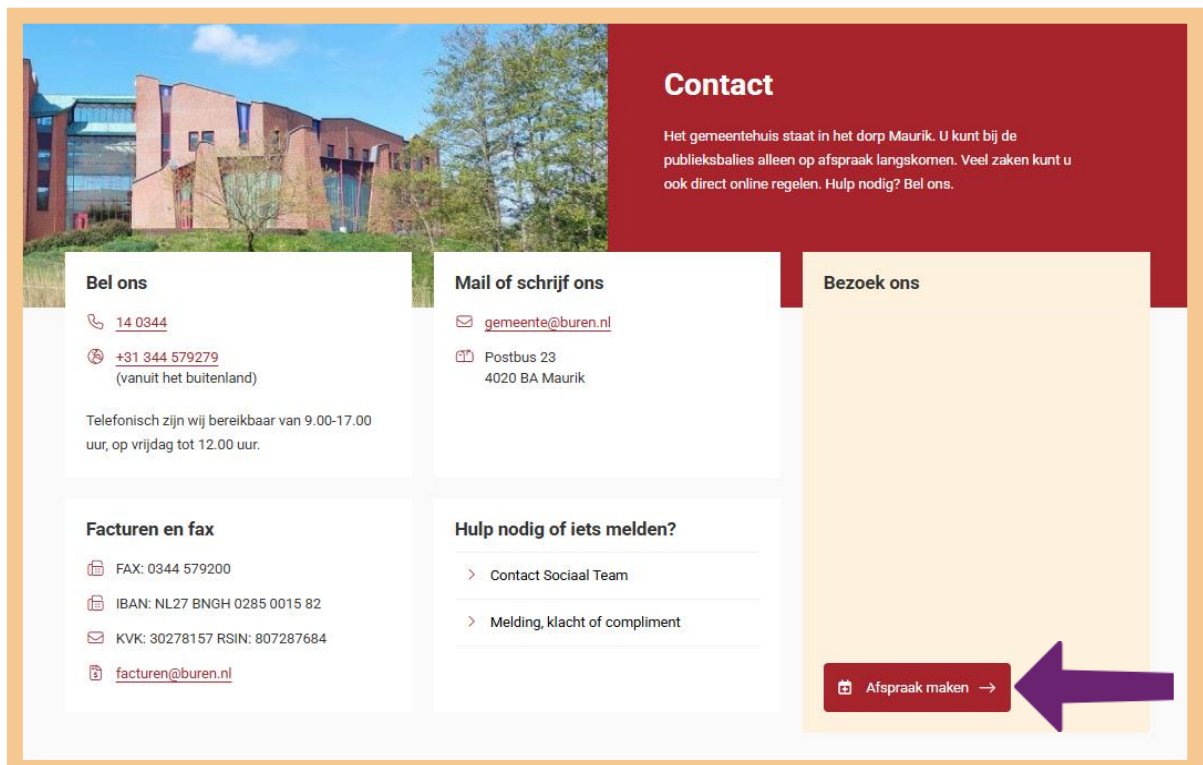 Contact
Het gemeentehuis staat in het dorp Maurik. U kunt bij de
publieksbalies alleen op afspraak langskomen. Veel zaken kunt u
ook direct online regelen. Hulp nodig? Bel ons.
Bel ons
14 0344
+31 344 579279
(vanuit het buitenland)
Telefonisch zijn wij bereikbaar van 9.00-17.00
uur, op vrijdag tot 12.00 uur.
Mail of schrijf ons
gemeente@buren.nl
Postbus 23
4020 BA Maurik
Bezoek ons
Afspraak maken
Facturen en fax
FAX: 0344 579200
IBAN: NL27 BNGH 0285 0015 82
KVK: 30278157 RSIN: 807287684
facturen@buren.nl
Hulp nodig of iets melden?
Contact Sociaal Team
Melding, klacht of compliment